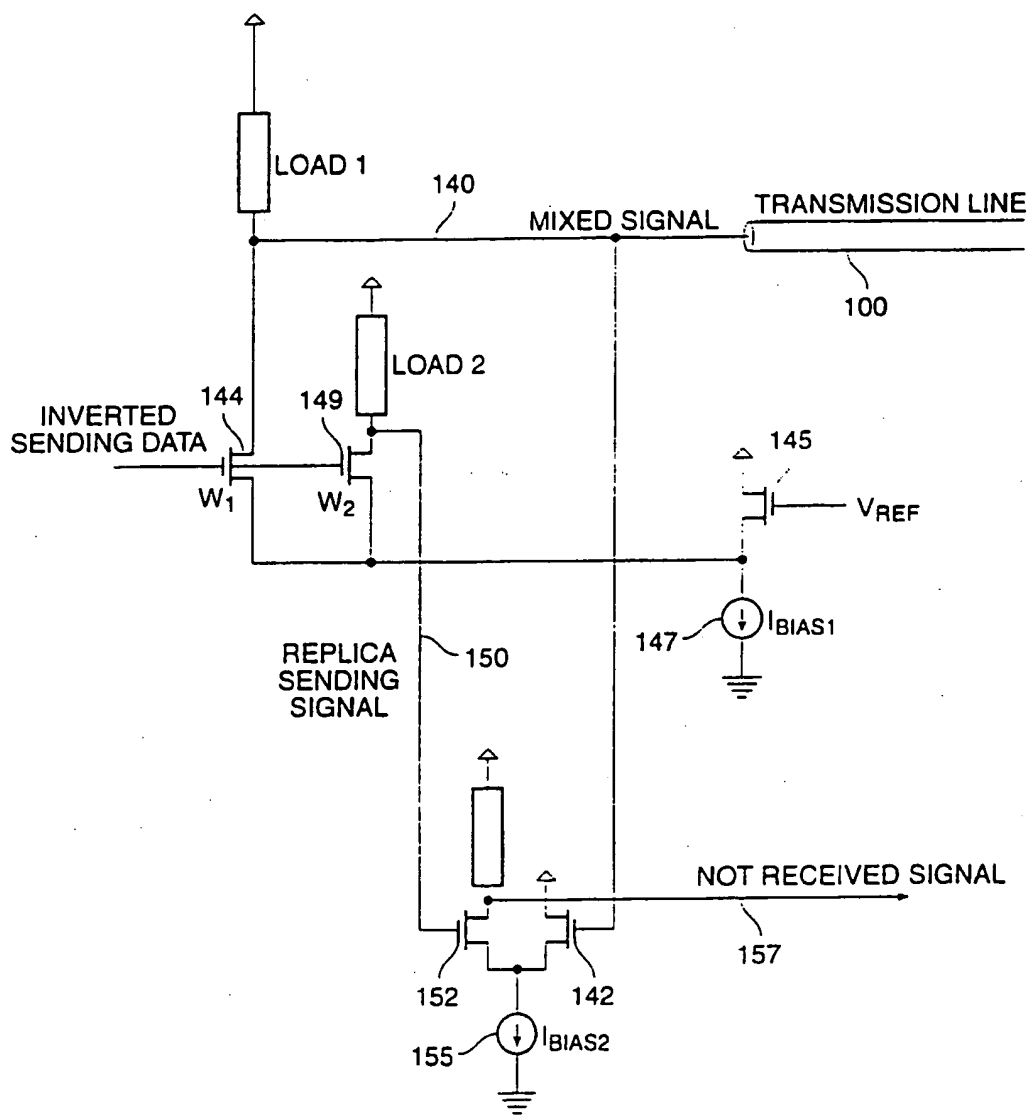 LOAD 1
140
MIXED SIGNAL
TRANSMISSION LINE
100
LOAD 2
144
149
INVERTED
SENDING DATA
W1
W2
145
VREF
147
IBIAS1
REPLICA
SENDING
SIGNAL
150
NOT RECEIVED SIGNAL
157
152
142
155
IBIAS2